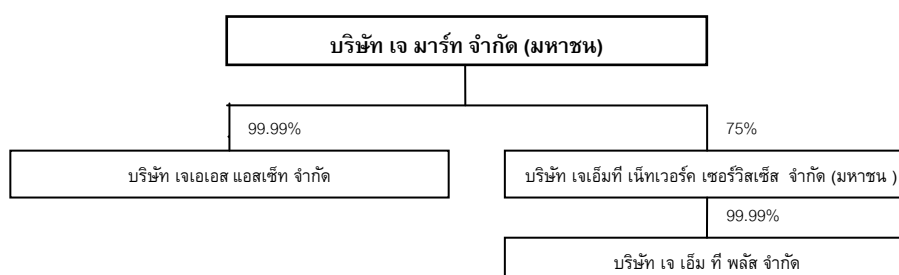 บริษัท เจ มาร์ท จำกัด (มหาชน)
99.99%
75%
บริษัท เจเอเอส แอสเซ็ท จำกัด
บริษัท เจเอ็มที เน็ทเวอร์ค เซอร์วิสเซ็ส จำกัด (มหาชน )
99.99%
บริษัท เจ เอ็ม ที พลัส จำกัด